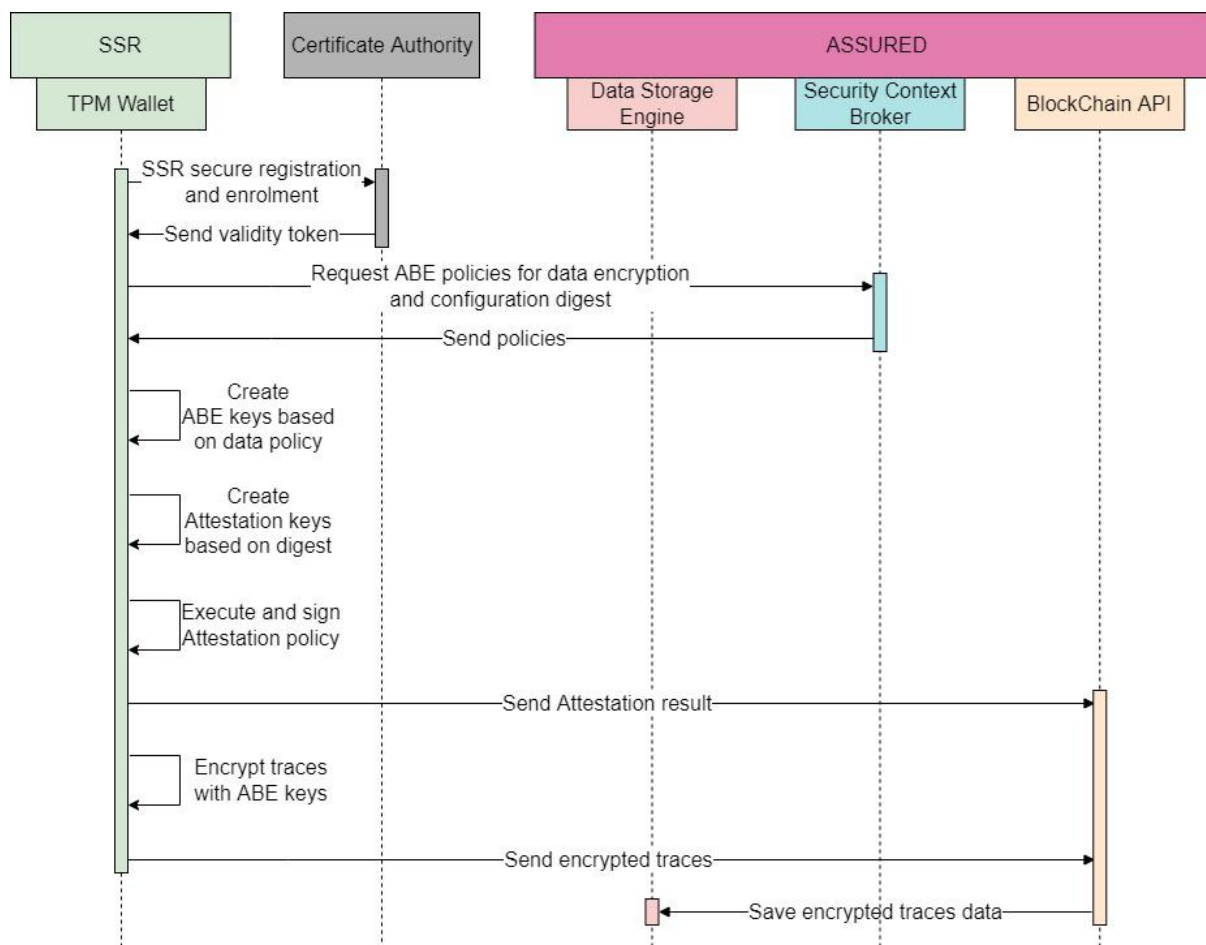 SSR
Certificate Authority
ASSURED
TPM Wallet
Data Storage
Engine
Security Context
Broker
BlockChain API
SSR secure registration
and enrolment
Send validity token
Request ABE policies for data encryption
and configuration digest
Send policies
Create
ABE keys based
on data policy
Create
Attestation keys
based on digest
Execute and sign
Attestation policy
Send Attestation result
Encrypt traces
with ABE keys
Send encrypted traces
Save encrypted traces data